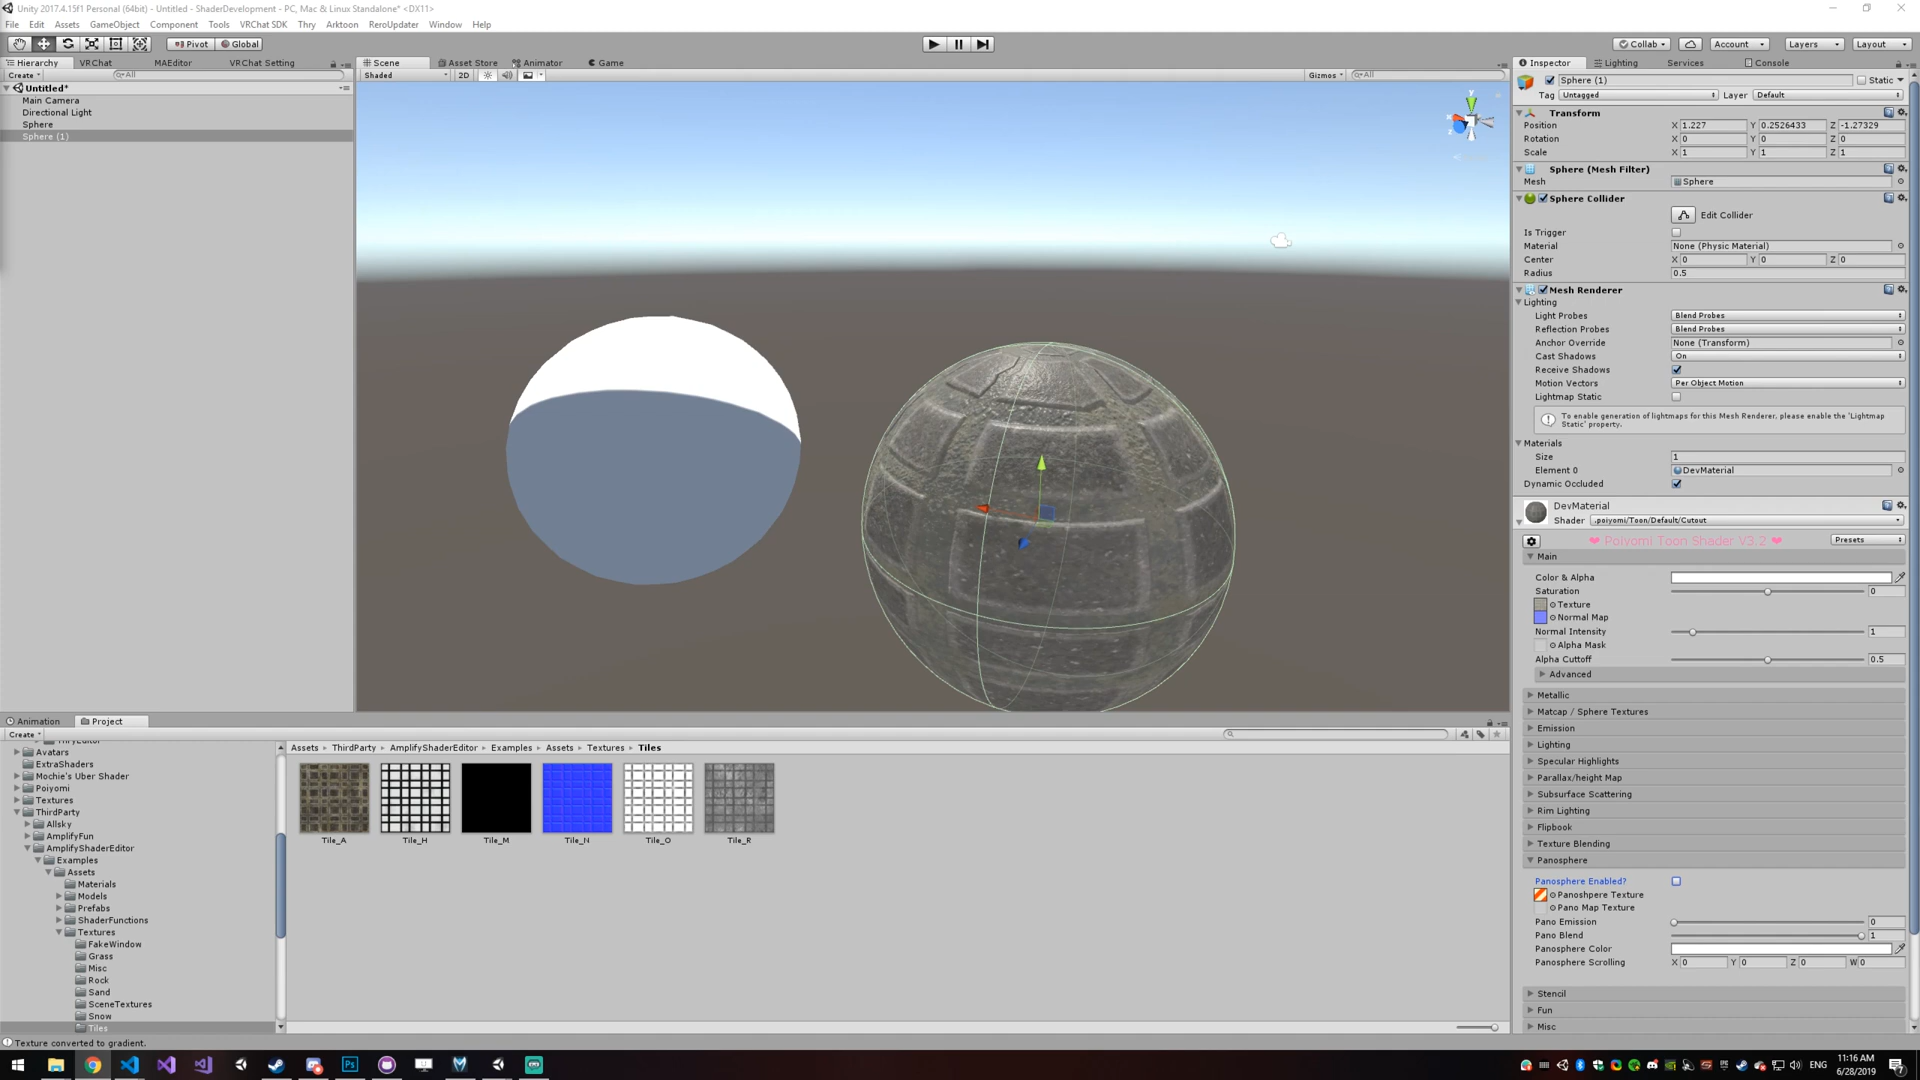 Unity 2017.4.15f1 Personal (64bit) - Untitled - ShaderDevelopment - PC, Mac & Linux Standalone* <DX11>
File Edit Assets GameObject Component Tools VRChat SDK Thry Arktoon ReroUpdater Window Help
Pivot Global Collab Account Layers Layout
Hierarchy VRChat MAEditor VRChat Setting
Create All
Untitled*
Main Camera
Directional Light
Sphere
Sphere (1)
Scene Asset Store Animator Game
Shaded 2D Gizmos All
y
x
z
Inspector Lighting Services Console
Sphere (1) Static
Tag Untagged Layer Default
Transform
Position X 1.227 Y 0.2526433 Z -1.27329
Rotation X 0 Y 0 Z 0
Scale X 1 Y 1 Z 1
Sphere (Mesh Filter)
Mesh Sphere
Sphere Collider
Edit Collider
Is Trigger
Material None (Physic Material)
Center X 0 Y 0 Z 0
Radius 0.5
Mesh Renderer
Lighting
Light Probes Blend Probes
Reflection Probes Blend Probes
Anchor Override None (Transform)
Cast Shadows On
Receive Shadows
Motion Vectors Per Object Motion
Lightmap Static
To enable generation of lightmaps for this Mesh Renderer, please enable the 'Lightmap
Static' property.
Materials
Size 1
Element 0 DevMaterial
Dynamic Occluded
DevMaterial
Shader .poiyomi/Toon/Default/Cutout
❤ Poiyomi Toon Shader V3.2 ❤ Presets
Main
Color & Alpha
Saturation 0
Texture
Normal Map
Normal Intensity 1
Alpha Mask
Alpha Cuttoff 0.5
Advanced
Metallic
Matcap / Sphere Textures
Emission
Lighting
Specular Highlights
Parallax/height Map
Subsurface Scattering
Rim Lighting
Flipbook
Texture Blending
Panosphere
Panosphere Enabled?
Panoshpere Texture
Pano Map Texture
Pano Emission 0
Pano Blend 1
Panosphere Color
Panosphere Scrolling X 0 Y 0 Z 0 W 0
Stencil
Fun
Misc
Animation Project
Create
Avatars
ExtraShaders
Mochie's Uber Shader
Poiyomi
Textures
ThirdParty
Allsky
AmplifyFun
AmplifyShaderEditor
Examples
Assets
Materials
Models
Prefabs
ShaderFunctions
Textures
FakeWindow
Grass
Misc
Rock
Sand
SceneTextures
Snow
Tiles
Assets ThirdParty AmplifyShaderEditor Examples Assets Textures Tiles
Tile_A Tile_H Tile_M Tile_N Tile_O Tile_R
Texture converted to gradient.
Ps
ENG
11:16 AM
6/28/2019